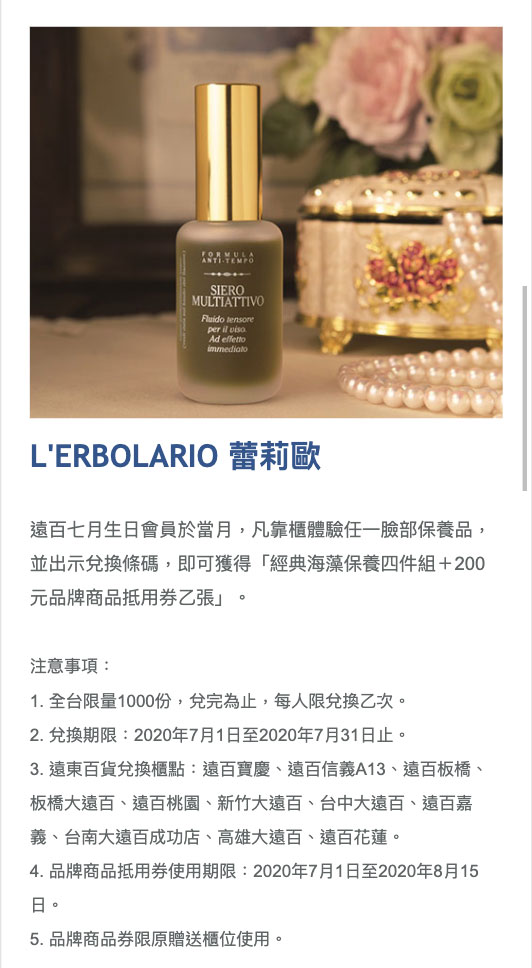 FORMULA
ANTI-TEMPO
SIERO
MULTIATTIVO
Fluido tensore
per il viso.
Ad effetto
immediato
L'ERBOLARIO 蕾莉歐
遠百七月生日會員於當月，凡靠櫃體驗任一臉部保養品，
並出示兌換條碼，即可獲得「經典海藻保養四件組＋200
元品牌商品抵用券乙張」。
注意事項：
1. 全台限量1000份，兌完為止，每人限兌換乙次。
2. 兌換期限：2020年7月1日至2020年7月31日止。
3. 遠東百貨兌換櫃點：遠百寶慶、遠百信義A13、遠百板橋、
板橋大遠百、遠百桃園、新竹大遠百、台中大遠百、遠百嘉
義、台南大遠百成功店、高雄大遠百、遠百花蓮。
4. 品牌商品抵用券使用期限：2020年7月1日至2020年8月15
日。
5. 品牌商品券限原贈送櫃位使用。